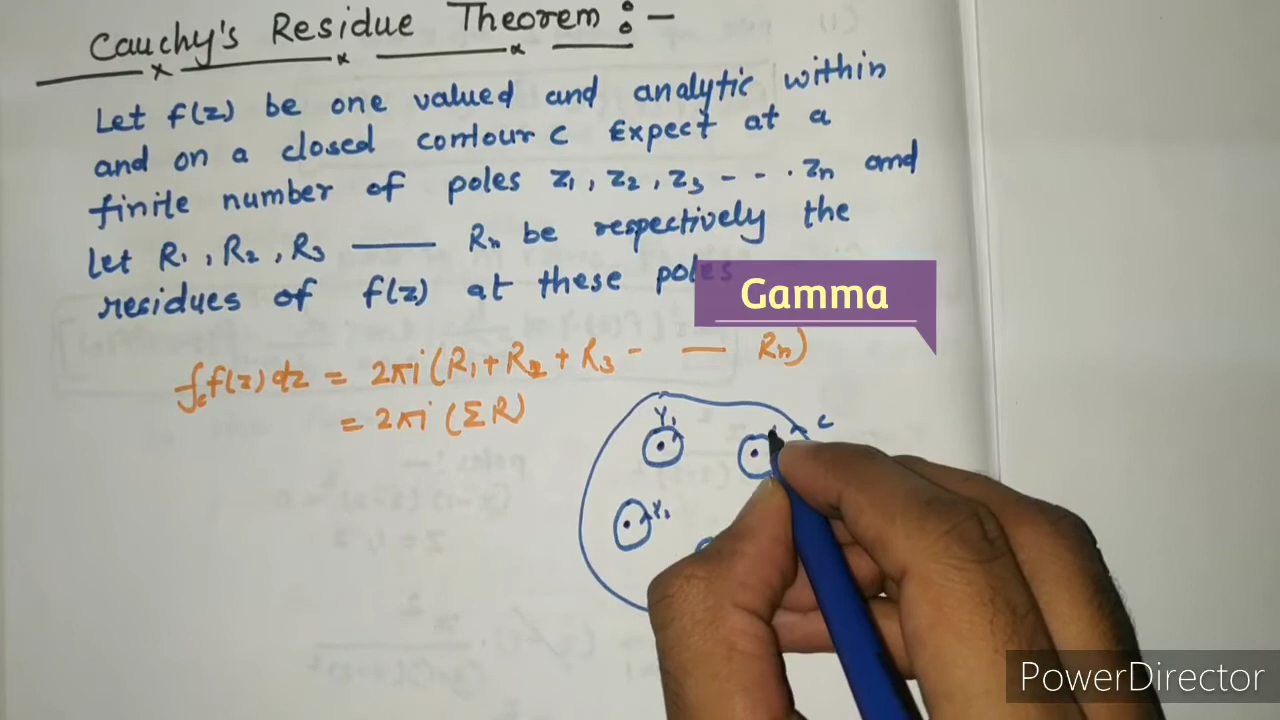 Cauchy's Residue Theorem :-
Let f(z) be one valued and analytic within
and on a closed contour C Expect at a
finite number of poles z₁, z₂, z₃ - - . zₙ and
let R₁, R₂, R₃ —— Rₙ be respectively the
residues of f(z) at these poles
Gamma
∫c f(z) dz = 2πi (R₁ + R₂ + R₃ - — Rₙ)
= 2πi (ΣR)
γ₁
C
PowerDirector